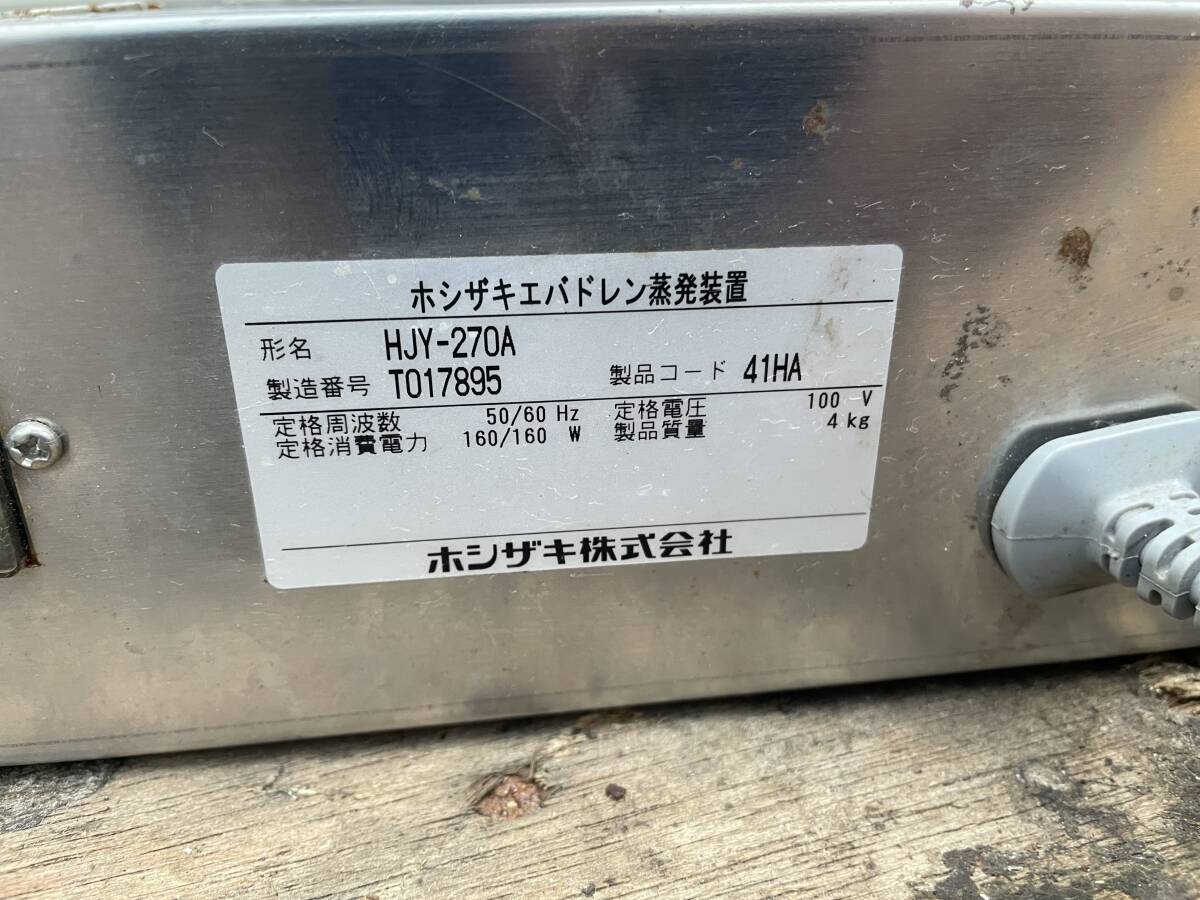 ホシザキエバドレン蒸発装置
形名 HJY-270A
製造番号 T017895 製品コード 41HA
定格周波数 50/60 Hz 定格電圧 100 V
定格消費電力 160/160 W 製品質量 4 kg
ホシザキ株式会社